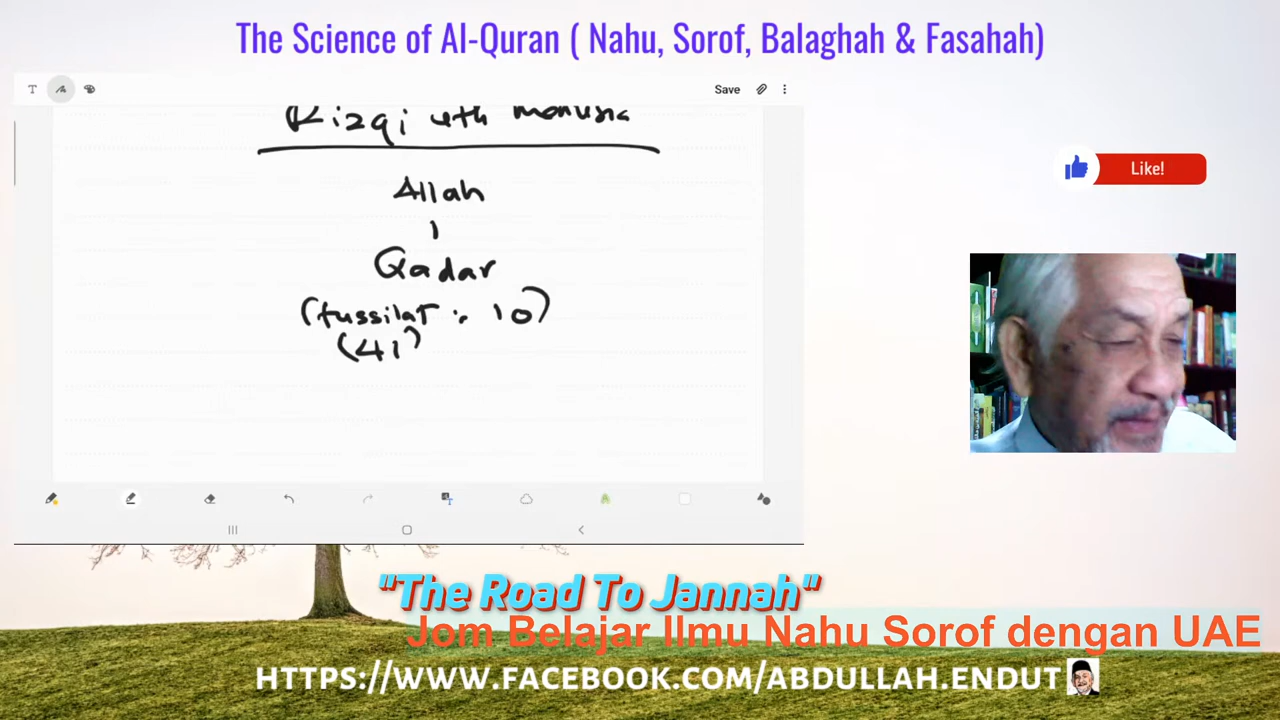 The Science of Al-Quran ( Nahu, Sorof, Balaghah & Fasahah)
T
Save
Rizqi utk manusia
Like!
Allah
Qadar
(fussilat : 10)
(41)
"The Road To Jannah"
Jom Belajar Ilmu Nahu Sorof dengan UAE
HTTPS://WWW.FACEBOOK.COM/ABDULLAH.ENDUT